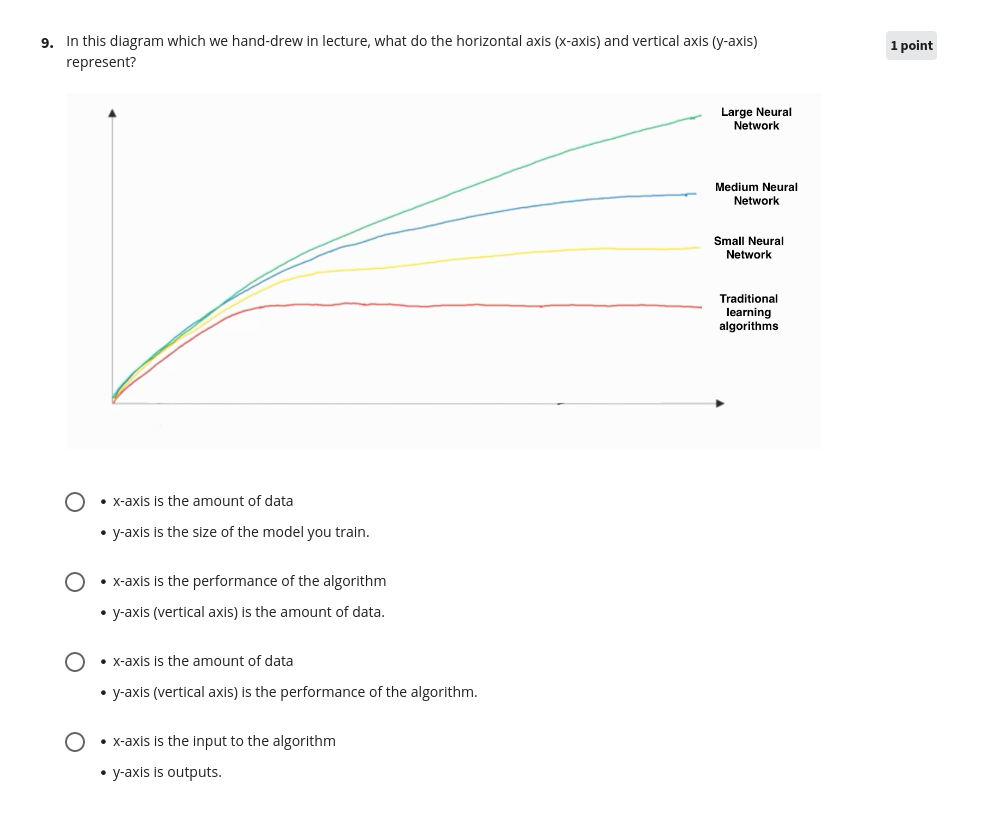 9. In this diagram which we hand-drew in lecture, what do the horizontal axis (x-axis) and vertical axis (y-axis)
represent?
1 point
Large Neural
Network
Medium Neural
Network
Small Neural
Network
Traditional
learning
algorithms
• x-axis is the amount of data
• y-axis is the size of the model you train.
• x-axis is the performance of the algorithm
• y-axis (vertical axis) is the amount of data.
• x-axis is the amount of data
• y-axis (vertical axis) is the performance of the algorithm.
• x-axis is the input to the algorithm
• y-axis is outputs.